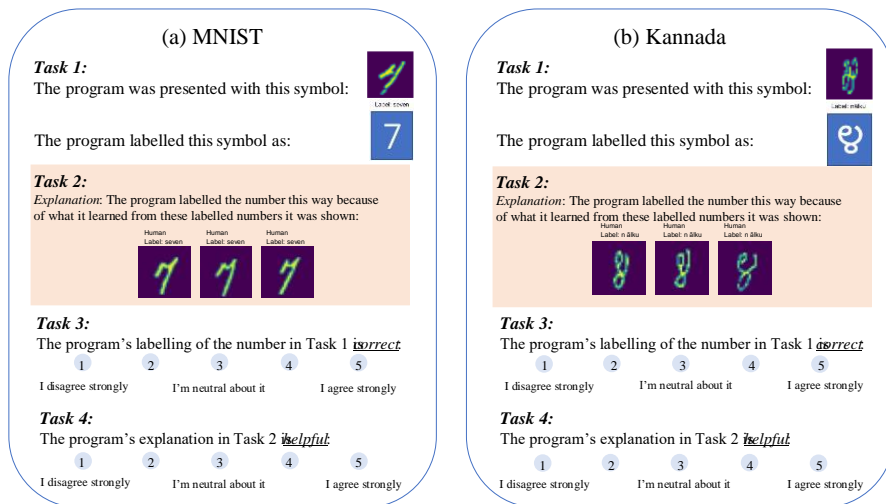 (a) MNIST
Task 1:
The program was presented with this symbol:
Label: seven
The program labelled this symbol as:
7
Task 2:
Explanation: The program labelled the number this way because
of what it learned from these labelled numbers it was shown:
Human
Label: seven
Human
Label: seven
Human
Label: seven
Task 3:
The program's labelling of the number in Task 1 is correct:
1 2 3 4 5
I disagree strongly I'm neutral about it I agree strongly
Task 4:
The program's explanation in Task 2 is helpful:
1 2 3 4 5
I disagree strongly I'm neutral about it I agree strongly
(b) Kannada
Task 1:
The program was presented with this symbol:
The program labelled this symbol as:
೪
Task 2:
Explanation: The program labelled the number this way because
of what it learned from these labelled numbers it was shown:
Human
Label: n ālku
Human
Label: n ālku
Human
Label: n ālku
Task 3:
The program's labelling of the number in Task 1 is correct:
1 2 3 4 5
I disagree strongly I'm neutral about it I agree strongly
Task 4:
The program's explanation in Task 2 is helpful:
1 2 3 4 5
I disagree strongly I'm neutral about it I agree strongly